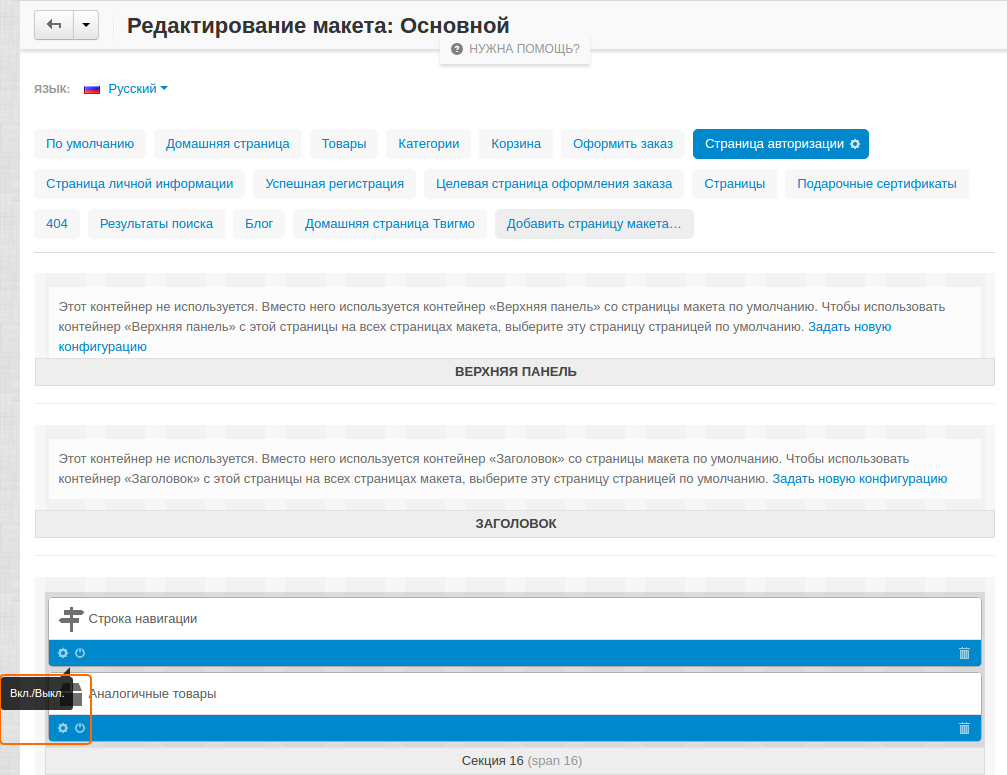 Редактирование макета: Основной
НУЖНА ПОМОЩЬ?
ЯЗЫК: Русский
По умолчанию Домашняя страница Товары Категории Корзина Оформить заказ Страница авторизации
Страница личной информации Успешная регистрация Целевая страница оформления заказа Страницы Подарочные сертификаты
404 Результаты поиска Блог Домашняя страница Твигмо Добавить страницу макета…
Этот контейнер не используется. Вместо него используется контейнер «Верхняя панель» со страницы макета по умолчанию. Чтобы использовать
контейнер «Верхняя панель» с этой страницы на всех страницах макета, выберите эту страницу страницей по умолчанию. Задать новую
конфигурацию
ВЕРХНЯЯ ПАНЕЛЬ
Этот контейнер не используется. Вместо него используется контейнер «Заголовок» со страницы макета по умолчанию. Чтобы использовать
контейнер «Заголовок» с этой страницы на всех страницах макета, выберите эту страницу страницей по умолчанию. Задать новую конфигурацию
ЗАГОЛОВОК
Строка навигации
Вкл./Выкл. Аналогичные товары
Секция 16 (span 16)